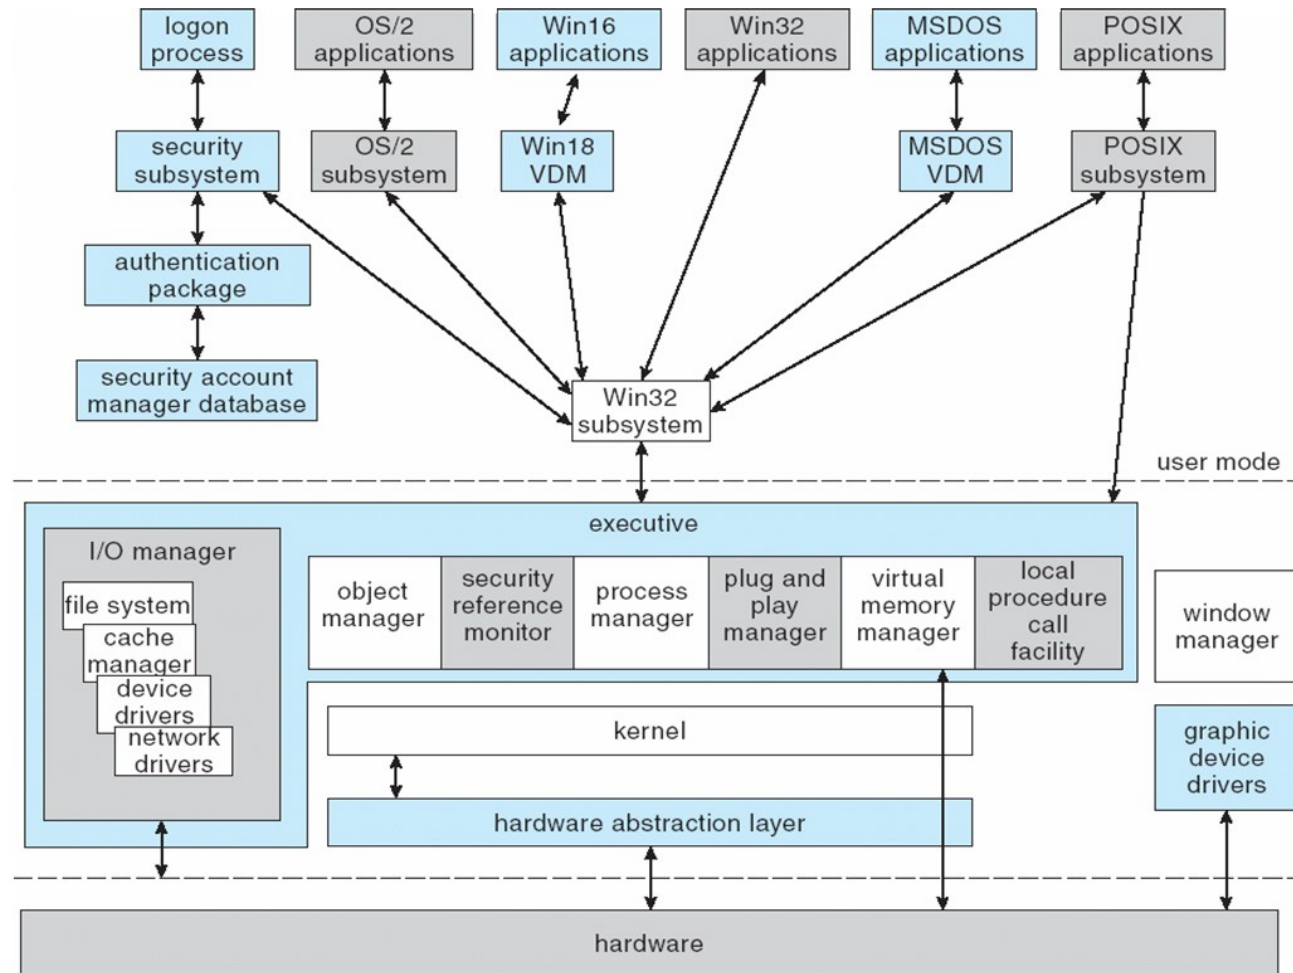 logon
process
OS/2
applications
Win16
applications
Win32
applications
MSDOS
applications
POSIX
applications
security
subsystem
OS/2
subsystem
Win18
VDM
MSDOS
VDM
POSIX
subsystem
authentication
package
security account
manager database
Win32
subsystem
user mode
executive
I/O manager
file system
cache
manager
device
drivers
network
drivers
object
manager
security
reference
monitor
process
manager
plug and
play
manager
virtual
memory
manager
local
procedure
call
facility
window
manager
kernel
graphic
device
drivers
hardware abstraction layer
hardware